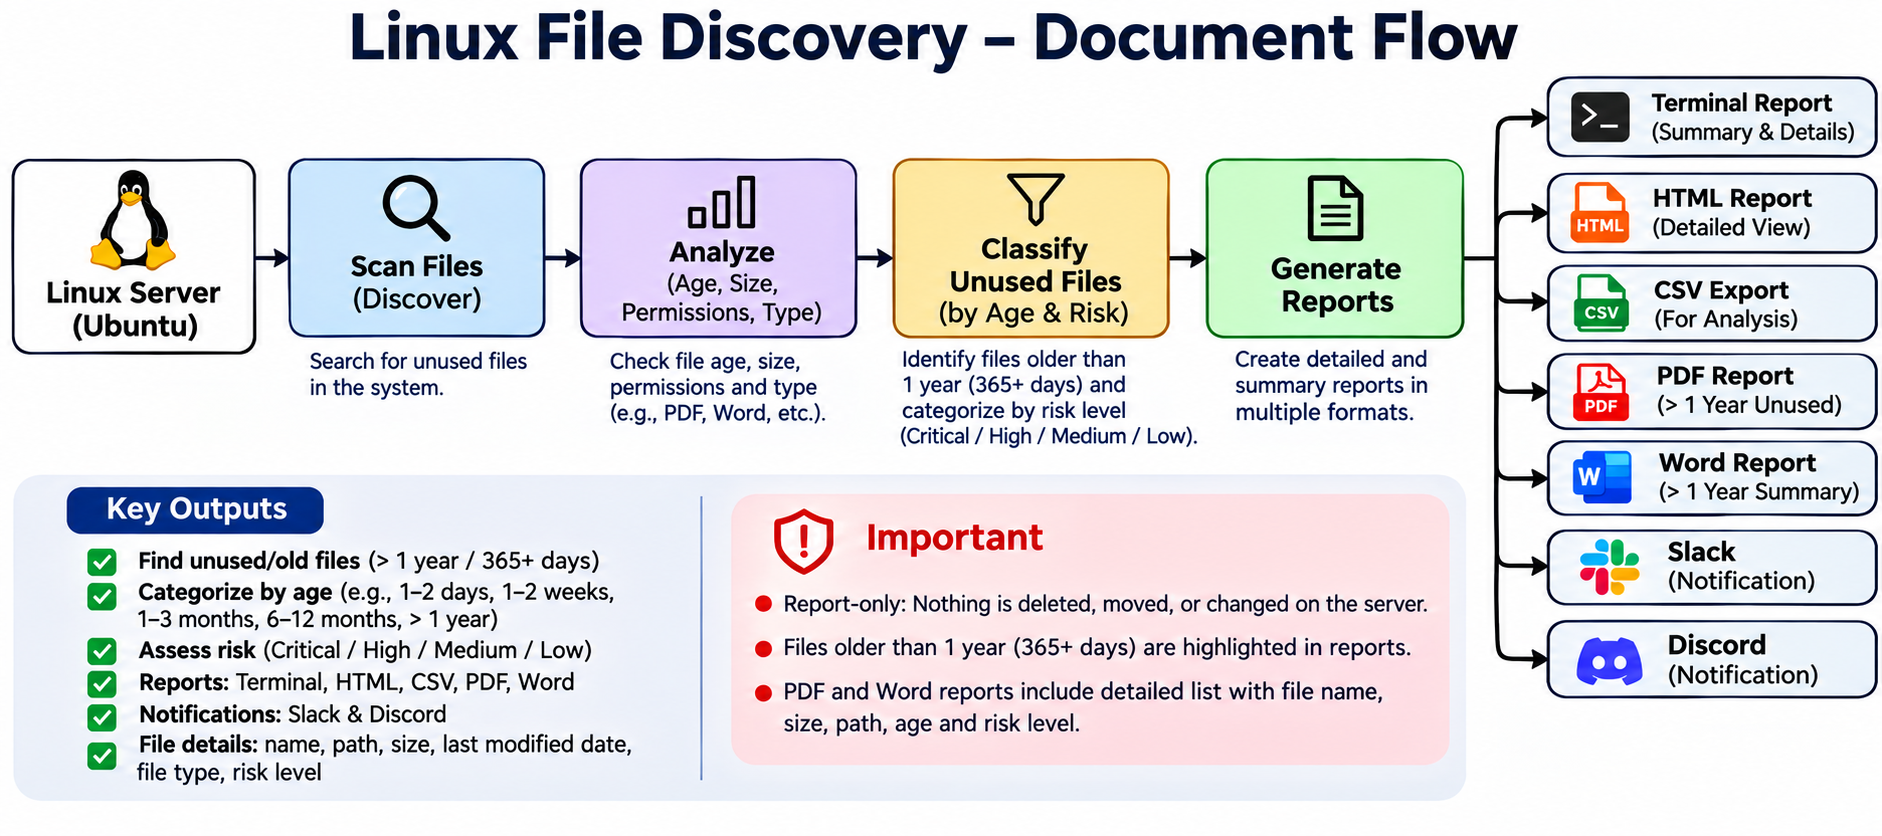 Linux File Discovery – Document Flow
Linux Server
(Ubuntu)
Scan Files
(Discover)
Search for unused files
in the system.
Analyze
(Age, Size,
Permissions, Type)
Check file age, size,
permissions and type
(e.g., PDF, Word, etc.).
Classify
Unused Files
(by Age & Risk)
Identify files older than
1 year (365+ days) and
categorize by risk level
(Critical / High / Medium / Low).
Generate
Reports
Create detailed and
summary reports in
multiple formats.
>_
Terminal Report
(Summary & Details)
HTML
HTML Report
(Detailed View)
CSV
CSV Export
(For Analysis)
PDF
PDF Report
(> 1 Year Unused)
W
Word Report
(> 1 Year Summary)
Slack
(Notification)
Discord
(Notification)
Key Outputs
Find unused/old files (> 1 year / 365+ days)
Categorize by age (e.g., 1–2 days, 1–2 weeks,
1–3 months, 6–12 months, > 1 year)
Assess risk (Critical / High / Medium / Low)
Reports: Terminal, HTML, CSV, PDF, Word
Notifications: Slack & Discord
File details: name, path, size, last modified date,
file type, risk level
Important
Report-only: Nothing is deleted, moved, or changed on the server.
Files older than 1 year (365+ days) are highlighted in reports.
PDF and Word reports include detailed list with file name,
size, path, age and risk level.